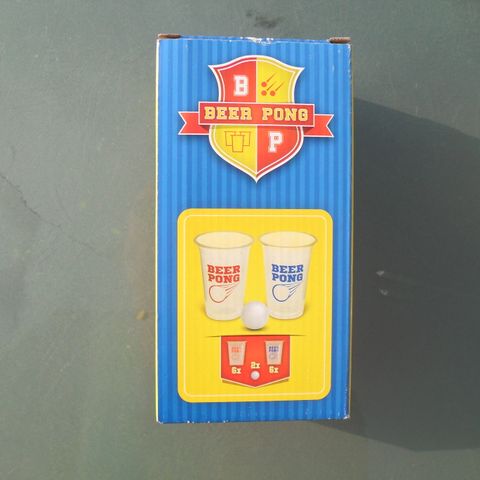 B
BEER PONG
P
BEER PONG
BEER PONG
6x 2x 6x